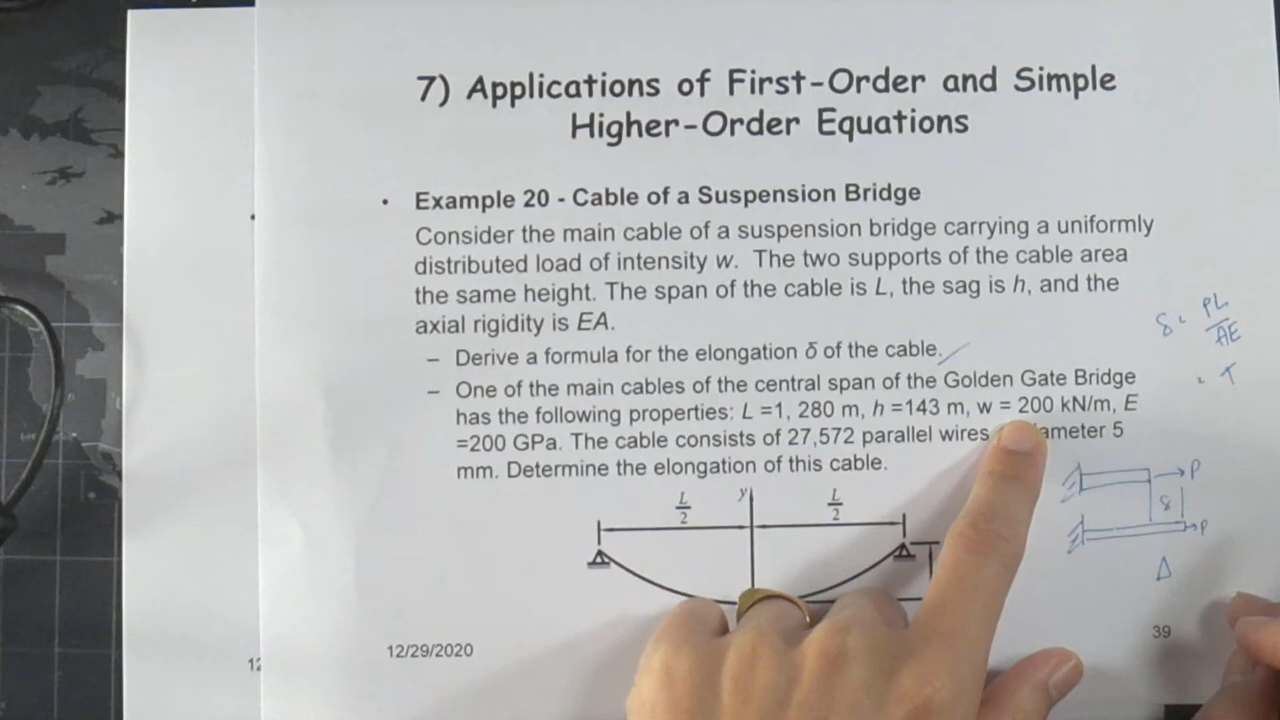 7) Applications of First-Order and Simple
Higher-Order Equations
• Example 20 - Cable of a Suspension Bridge
Consider the main cable of a suspension bridge carrying a uniformly
distributed load of intensity w. The two supports of the cable area
the same height. The span of the cable is L, the sag is h, and the
axial rigidity is EA.
– Derive a formula for the elongation δ of the cable.
– One of the main cables of the central span of the Golden Gate Bridge
has the following properties: L =1, 280 m, h =143 m, w = 200 kN/m, E
=200 GPa. The cable consists of 27,572 parallel wires ameter 5
mm. Determine the elongation of this cable.
δ = PL
AE
= T
L
2
y
L
2
P
δ
P
Δ
12/29/2020
39
12